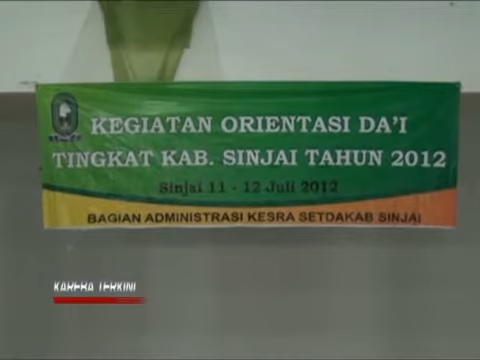 KEGIATAN ORIENTASI DA'I
TINGKAT KAB. SINJAI TAHUN 2012
Sinjai 11 - 12 Juli 2012
BAGIAN ADMINISTRASI KESRA SETDAKAB SINJAI
KAREBA TERKINI